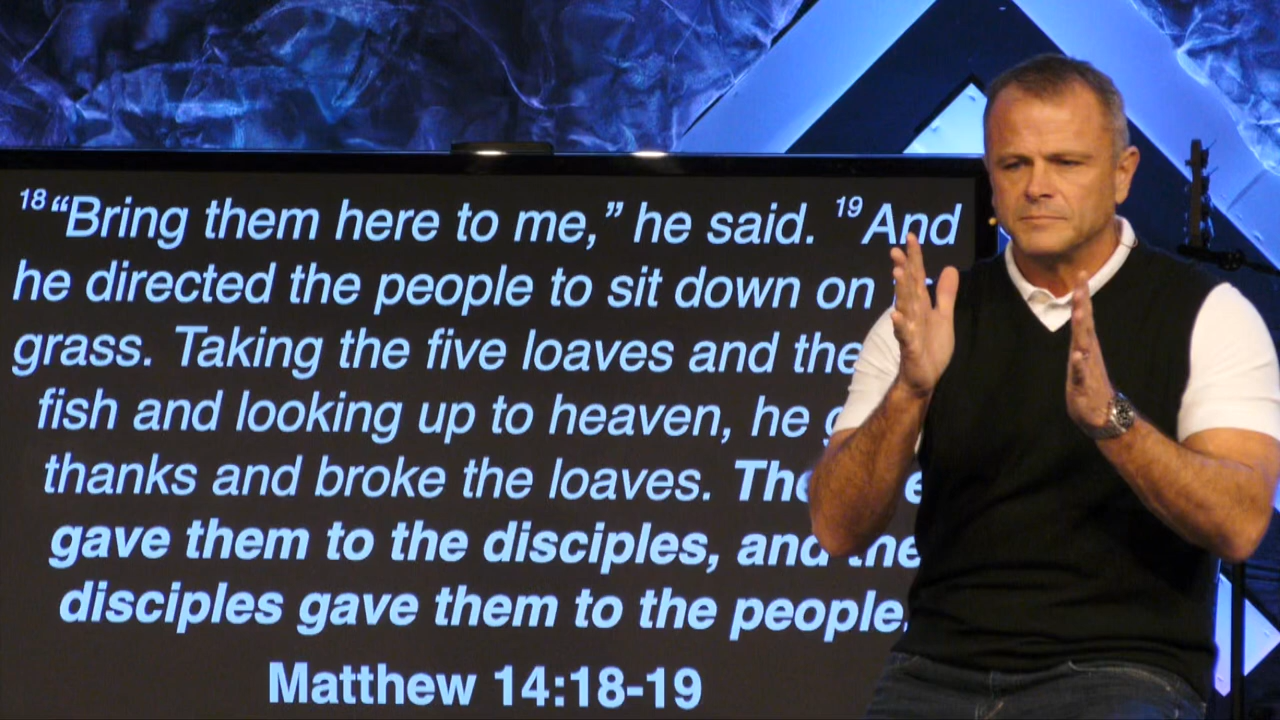 18 “Bring them here to me,” he said. 19 And
he directed the people to sit down on
grass. Taking the five loaves and the
fish and looking up to heaven, he
thanks and broke the loaves.
gave them to the disciples, and the
disciples gave them to the people.
Matthew 14:18-19